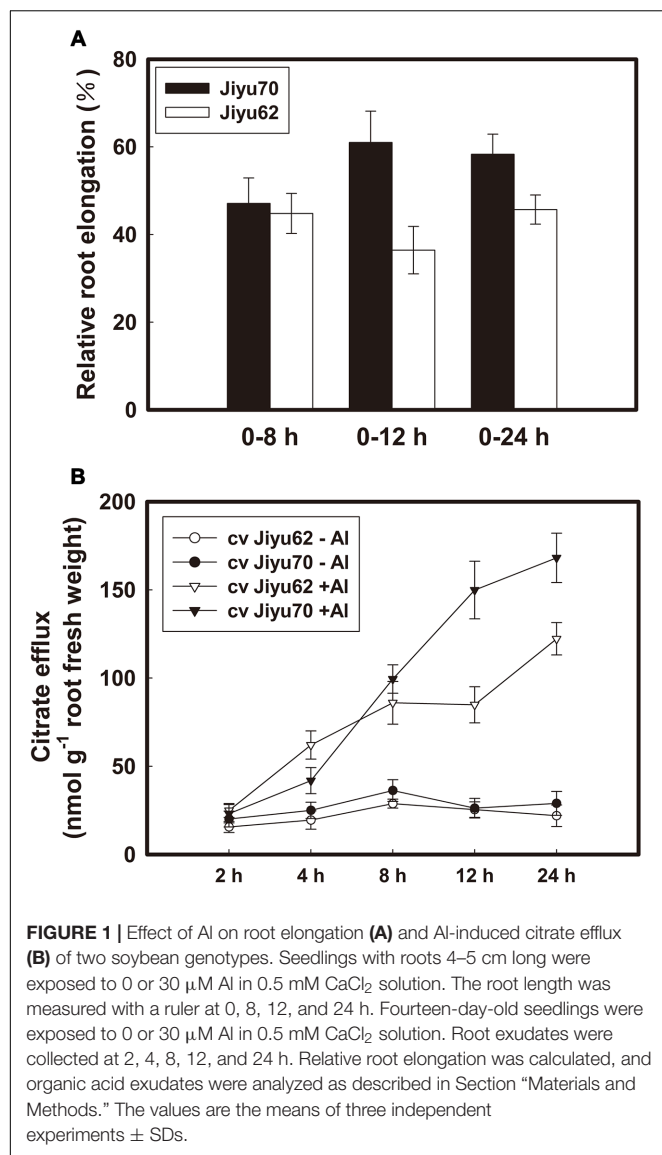 A
Relative root elongation (%)
80
60
40
20
0
Jiyu70
Jiyu62
0-8 h 0-12 h 0-24 h
B
Citrate efflux
(nmol g⁻¹ root fresh weight)
200
150
100
50
0
cv Jiyu62 - Al
cv Jiyu70 - Al
cv Jiyu62 +Al
cv Jiyu70 +Al
2 h 4 h 8 h 12 h 24 h
FIGURE 1 | Effect of Al on root elongation (A) and Al-induced citrate efflux
(B) of two soybean genotypes. Seedlings with roots 4–5 cm long were
exposed to 0 or 30 μM Al in 0.5 mM CaCl₂ solution. The root length was
measured with a ruler at 0, 8, 12, and 24 h. Fourteen-day-old seedlings were
exposed to 0 or 30 μM Al in 0.5 mM CaCl₂ solution. Root exudates were
collected at 2, 4, 8, 12, and 24 h. Relative root elongation was calculated, and
organic acid exudates were analyzed as described in Section “Materials and
Methods.” The values are the means of three independent
experiments ± SDs.